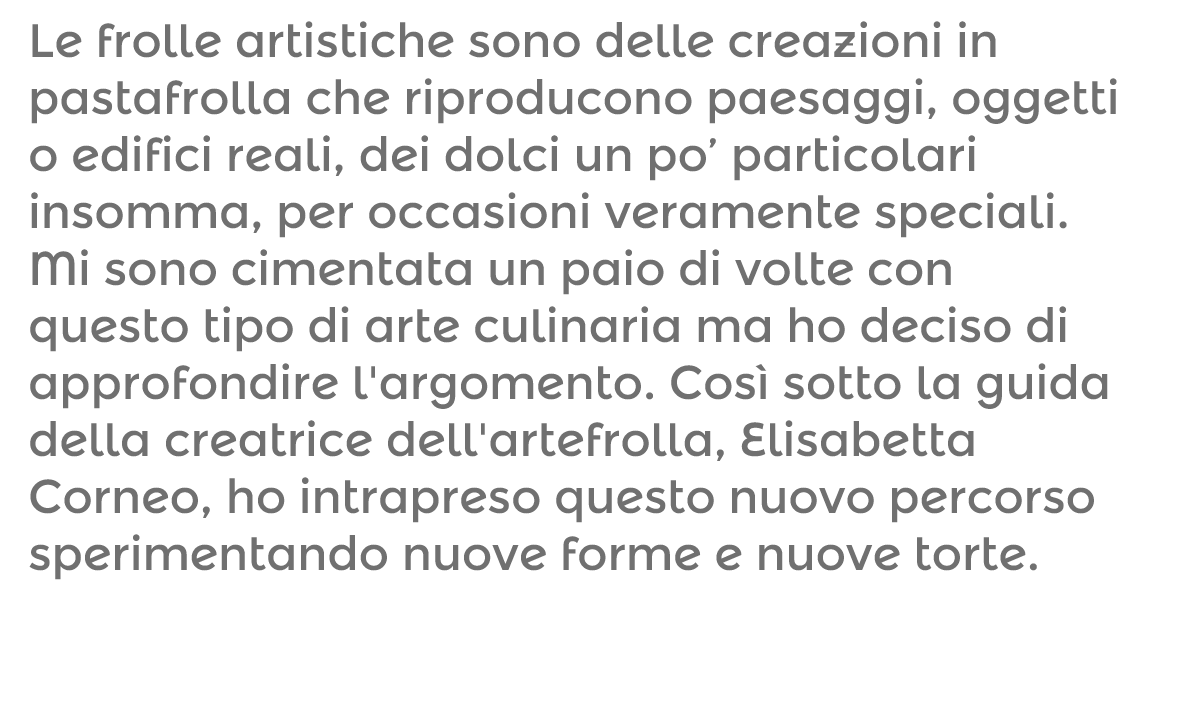 Le frolle artistiche sono delle creazioni in
pastafrolla che riproducono paesaggi, oggetti
o edifici reali, dei dolci un po’ particolari
insomma, per occasioni veramente speciali.
Mi sono cimentata un paio di volte con
questo tipo di arte culinaria ma ho deciso di
approfondire l'argomento. Così sotto la guida
della creatrice dell'artefrolla, Elisabetta
Corneo, ho intrapreso questo nuovo percorso
sperimentando nuove forme e nuove torte.